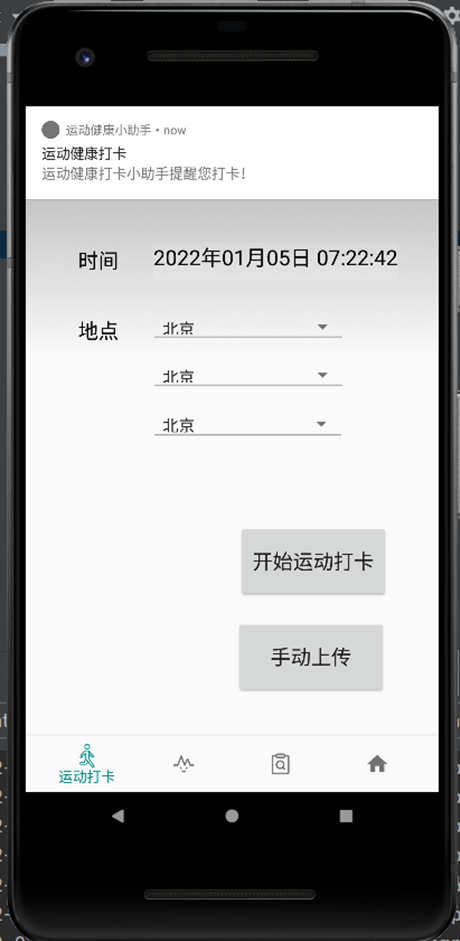 运动健康小助手 • now
运动健康打卡
运动健康打卡小助手提醒您打卡！
时间 2022年01月05日 07:22:42
地点 北京
北京
北京
开始运动打卡
手动上传
运动打卡